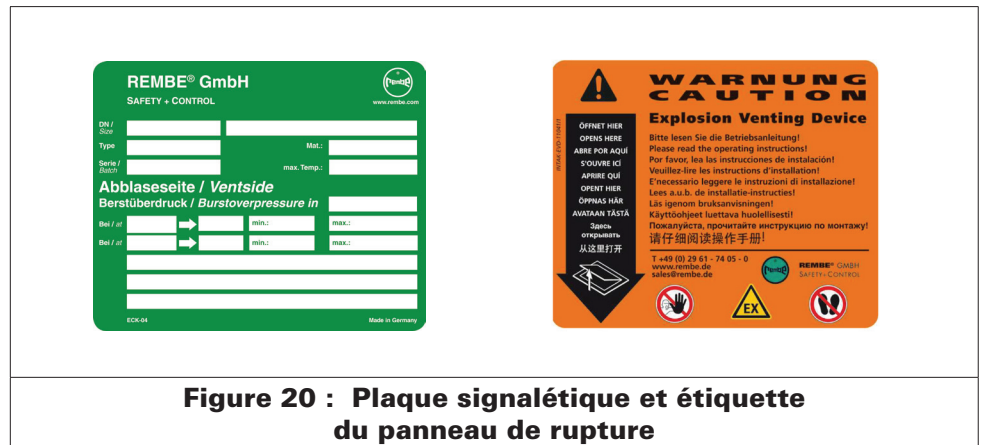 REMBE® GmbH
SAFETY + CONTROL
REMBE
www.rembe.com
DN /
Size
Type
Mat.:
Serie /
Batch
max. Temp.:
Abblaseseite / Ventside
Berstüberdruck / Burstoverpressure in
Bei / at
min.:
max.:
Bei / at
min.:
max.:
ECK-04
Made in Germany
WARNUNG
CAUTION
Explosion Venting Device
ÖFFNET HIER
OPENS HERE
ABRE POR AQUÍ
S'OUVRE ICÍ
APRIRE QUÍ
OPENT HIER
ÖPPNAS HÄR
AVATAAN TÄSTÄ
Здесь
открывать
从这里打开
Bitte lesen Sie die Betriebsanleitung!
Please read the operating instructions!
Por favor, lea las instrucciones de instalación!
Veuillez-lire les instructions d'installation!
E'necessario leggere le instruzioni di installazione!
Lees a.u.b. de installatie-instructies!
Läs igenom bruksanvisningen!
Käyttöohjeet luettava huolellisesti!
Пожалуйста, прочитайте инструкцию по монтажу!
请仔细阅读操作手册!
T +49 (0) 29 61 - 74 05 - 0
www.rembe.de
sales@rembe.de
REMBE
REMBE® GMBH
SAFETY+CONTROL
EX
Figure 20 : Plaque signalétique et étiquette
du panneau de rupture